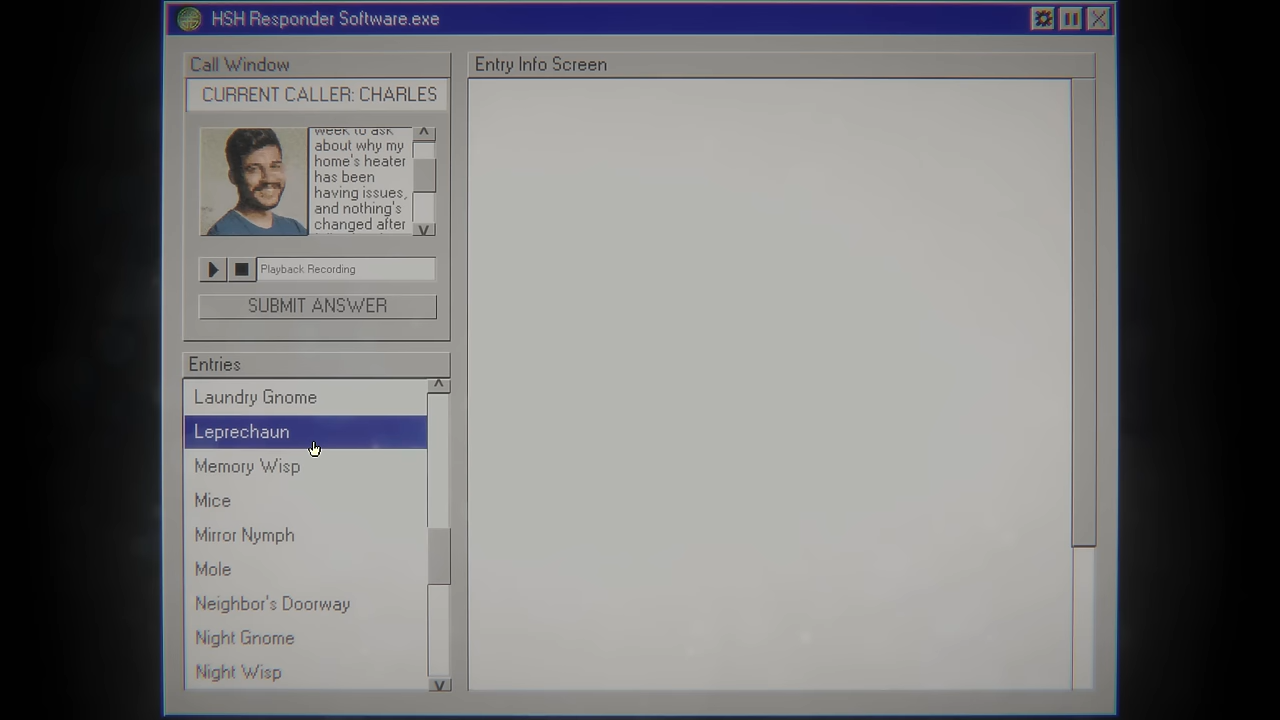 HSH Responder Software.exe
Call Window
CURRENT CALLER: CHARLES
week to ask
about why my
home's heater
has been
having issues,
and nothing's
changed after
Playback Recording
SUBMIT ANSWER
Entries
Laundry Gnome
Leprechaun
Memory Wisp
Mice
Mirror Nymph
Mole
Neighbor's Doorway
Night Gnome
Night Wisp
Entry Info Screen